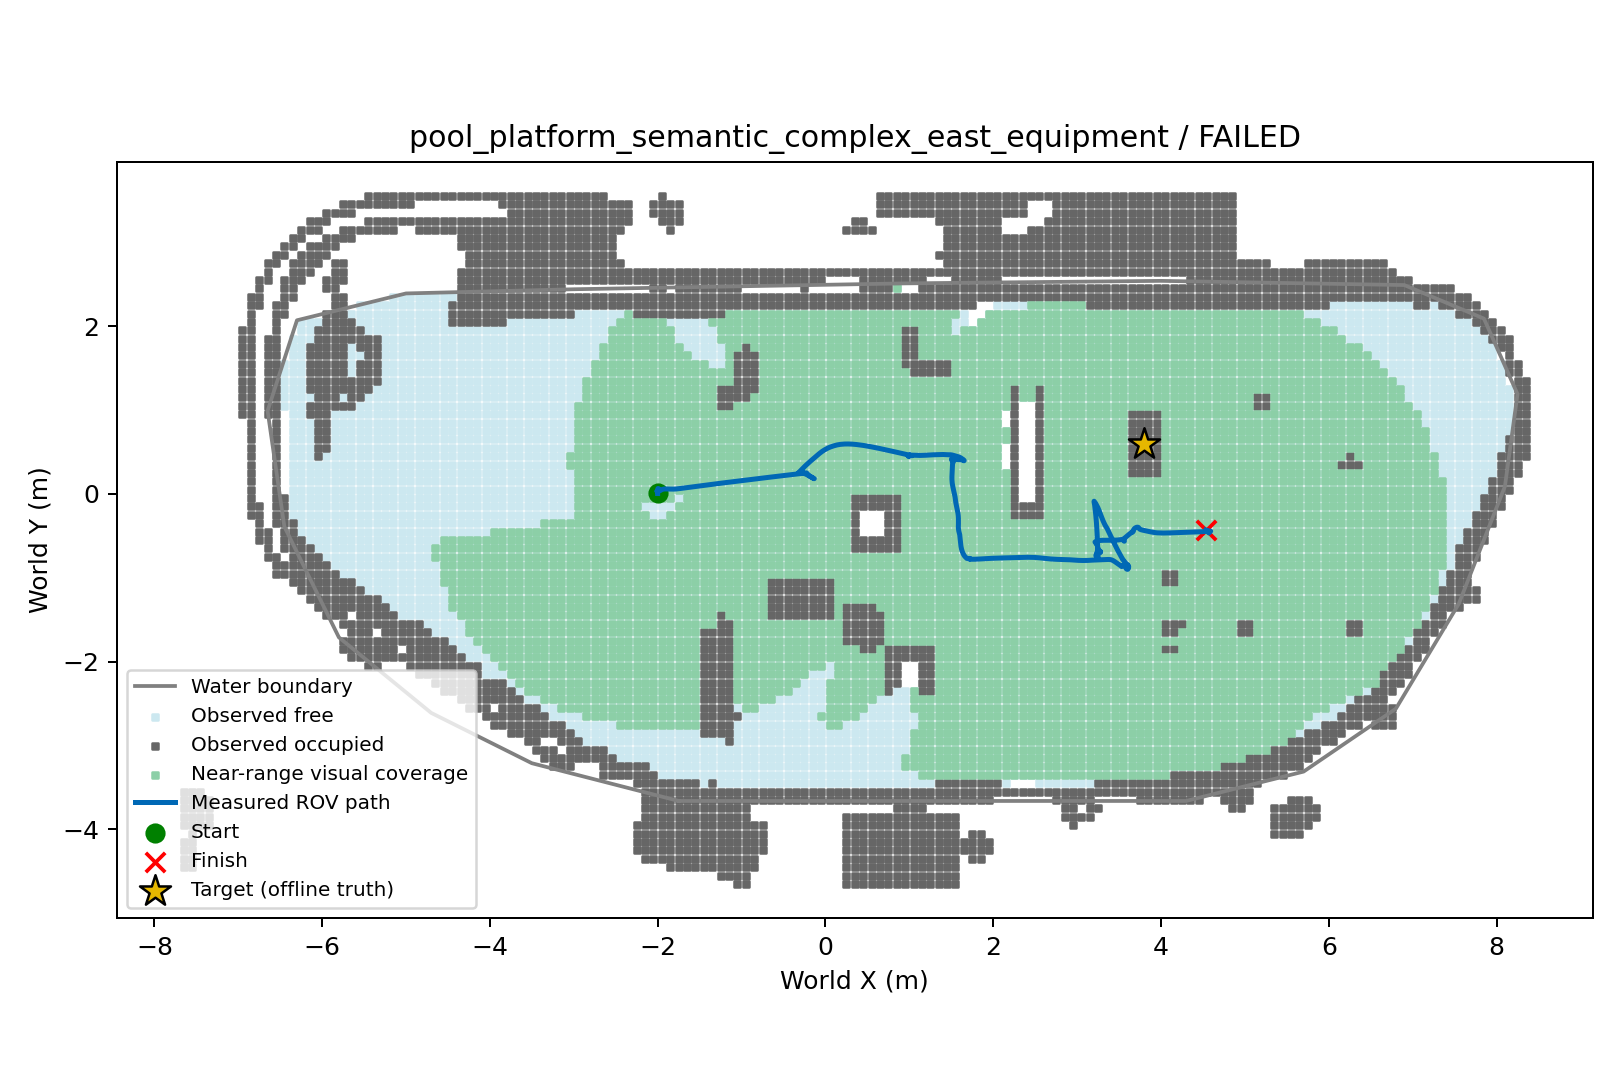 pool_platform_semantic_complex_east_equipment / FAILED
World Y (m)
2
0
−2
−4
Water boundary
Observed free
Observed occupied
Near-range visual coverage
Measured ROV path
Start
Finish
Target (offline truth)
−8 −6 −4 −2 0 2 4 6 8
World X (m)